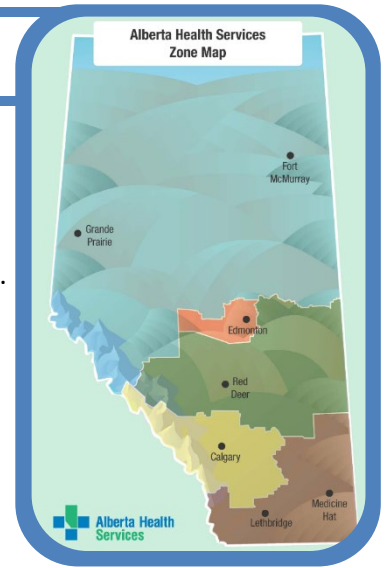 Alberta Health Services
Zone Map
Fort
McMurray
Grande
Prairie
.
Edmonton
Red
Deer
Calgary
Medicine
Hat
Lethbridge
Alberta Health
Services